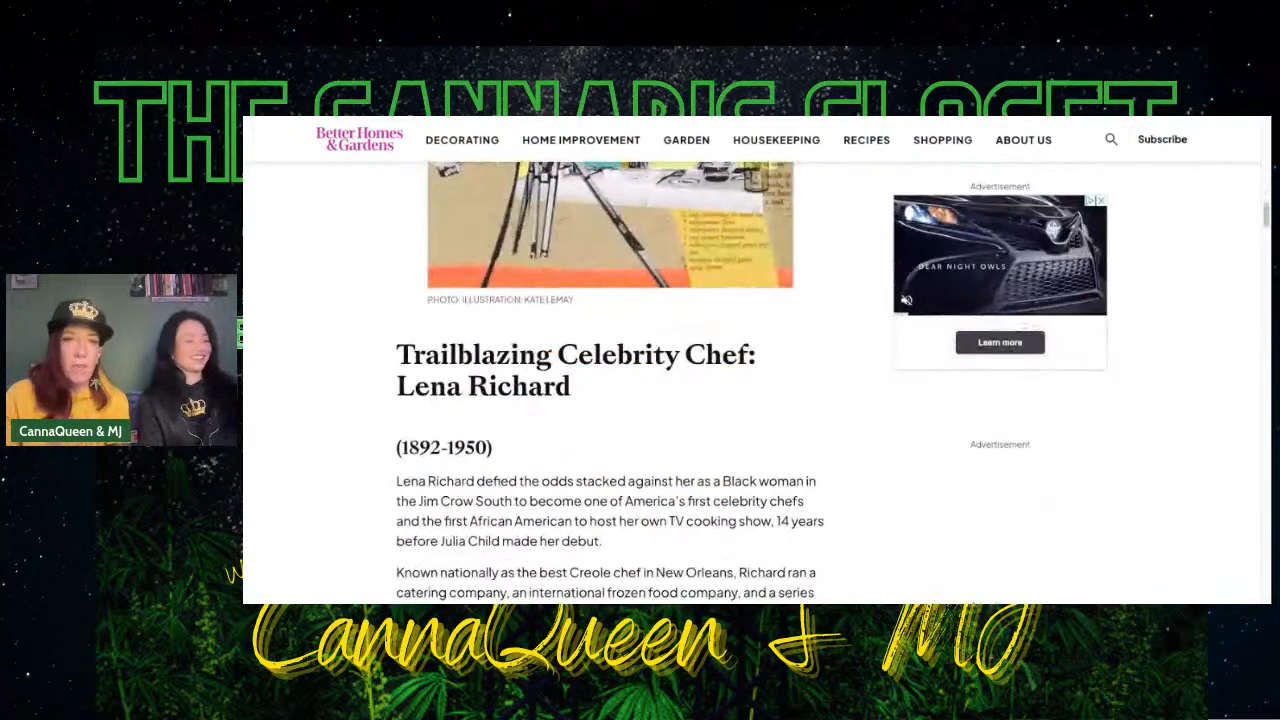 THE CANNABIS CLOSET
Better Homes
& Gardens
DECORATING
HOME IMPROVEMENT
GARDEN
HOUSEKEEPING
RECIPES
SHOPPING
ABOUT US
Subscribe
PHOTO: ILLUSTRATION: KATE LEMAY
Trailblazing Celebrity Chef:
Lena Richard
(1892-1950)
Lena Richard defied the odds stacked against her as a Black woman in
the Jim Crow South to become one of America's first celebrity chefs
and the first African American to host her own TV cooking show, 14 years
before Julia Child made her debut.
Known nationally as the best Creole chef in New Orleans, Richard ran a
catering company, an international frozen food company, and a series
Advertisement
DEAR NIGHT OWLS
Learn more
Advertisement
CannaQueen & MJ
CannaQueen & MJ